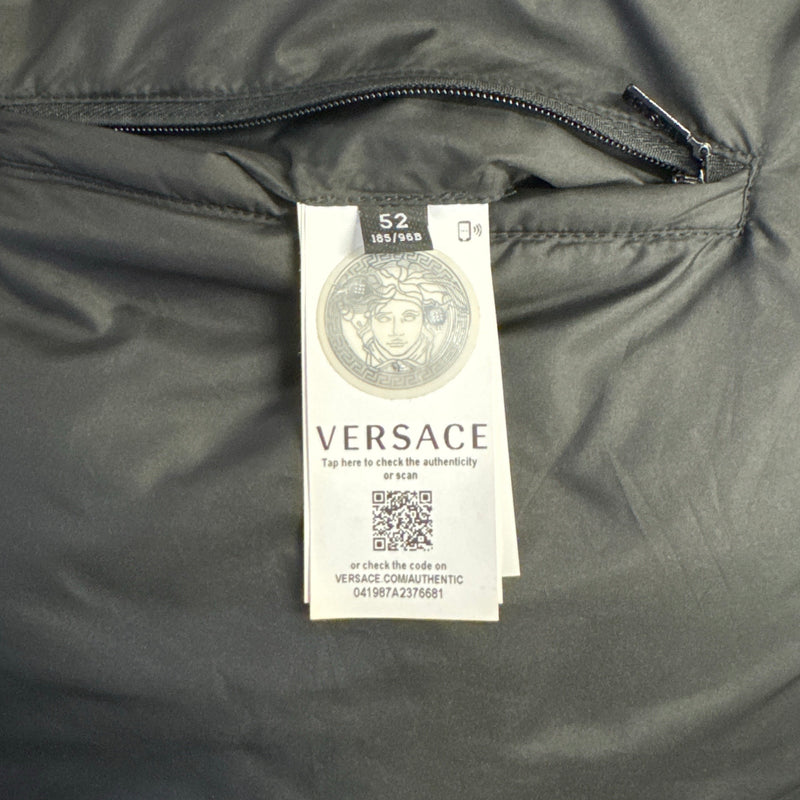 52
185/96B
VERSACE
Tap here to check the authenticity
or scan
or check the code on
VERSACE.COM/AUTHENTIC
041987A2376681